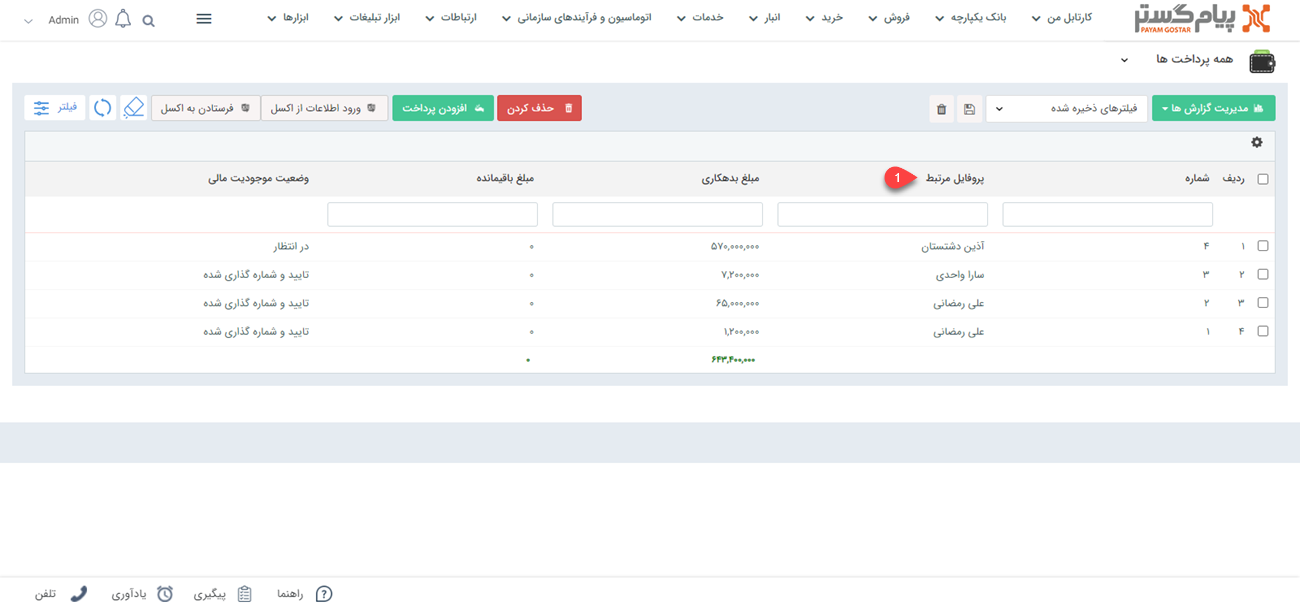 پیام گستر
PAYAM GOSTAR
کارتابل من
بانک یکپارچه
فروش
خرید
انبار
خدمات
اتوماسیون و فرآیندهای سازمانی
ارتباطات
ابزار تبلیغات
ابزارها
Admin
همه پرداخت ها
مدیریت گزارش ها
فیلترهای ذخیره شده
حذف کردن
افزودن پرداخت
ورود اطلاعات از اکسل
فرستادن به اکسل
فیلتر
ردیف شماره پروفایل مرتبط 1 مبلغ بدهکاری مبلغ باقیمانده وضعیت موجودیت مالی
۱ ۴ آذین دشتستان ۵۷۰,۰۰۰,۰۰۰ ۰ در انتظار
۲ ۳ سارا واحدی ۷,۲۰۰,۰۰۰ ۰ تایید و شماره گذاری شده
۳ ۲ علی رمضانی ۶۵,۰۰۰,۰۰۰ ۰ تایید و شماره گذاری شده
۴ ۱ علی رمضانی ۱,۲۰۰,۰۰۰ ۰ تایید و شماره گذاری شده
۶۴۳,۴۰۰,۰۰۰ ۰
راهنما
پیگیری
یادآوری
تلفن